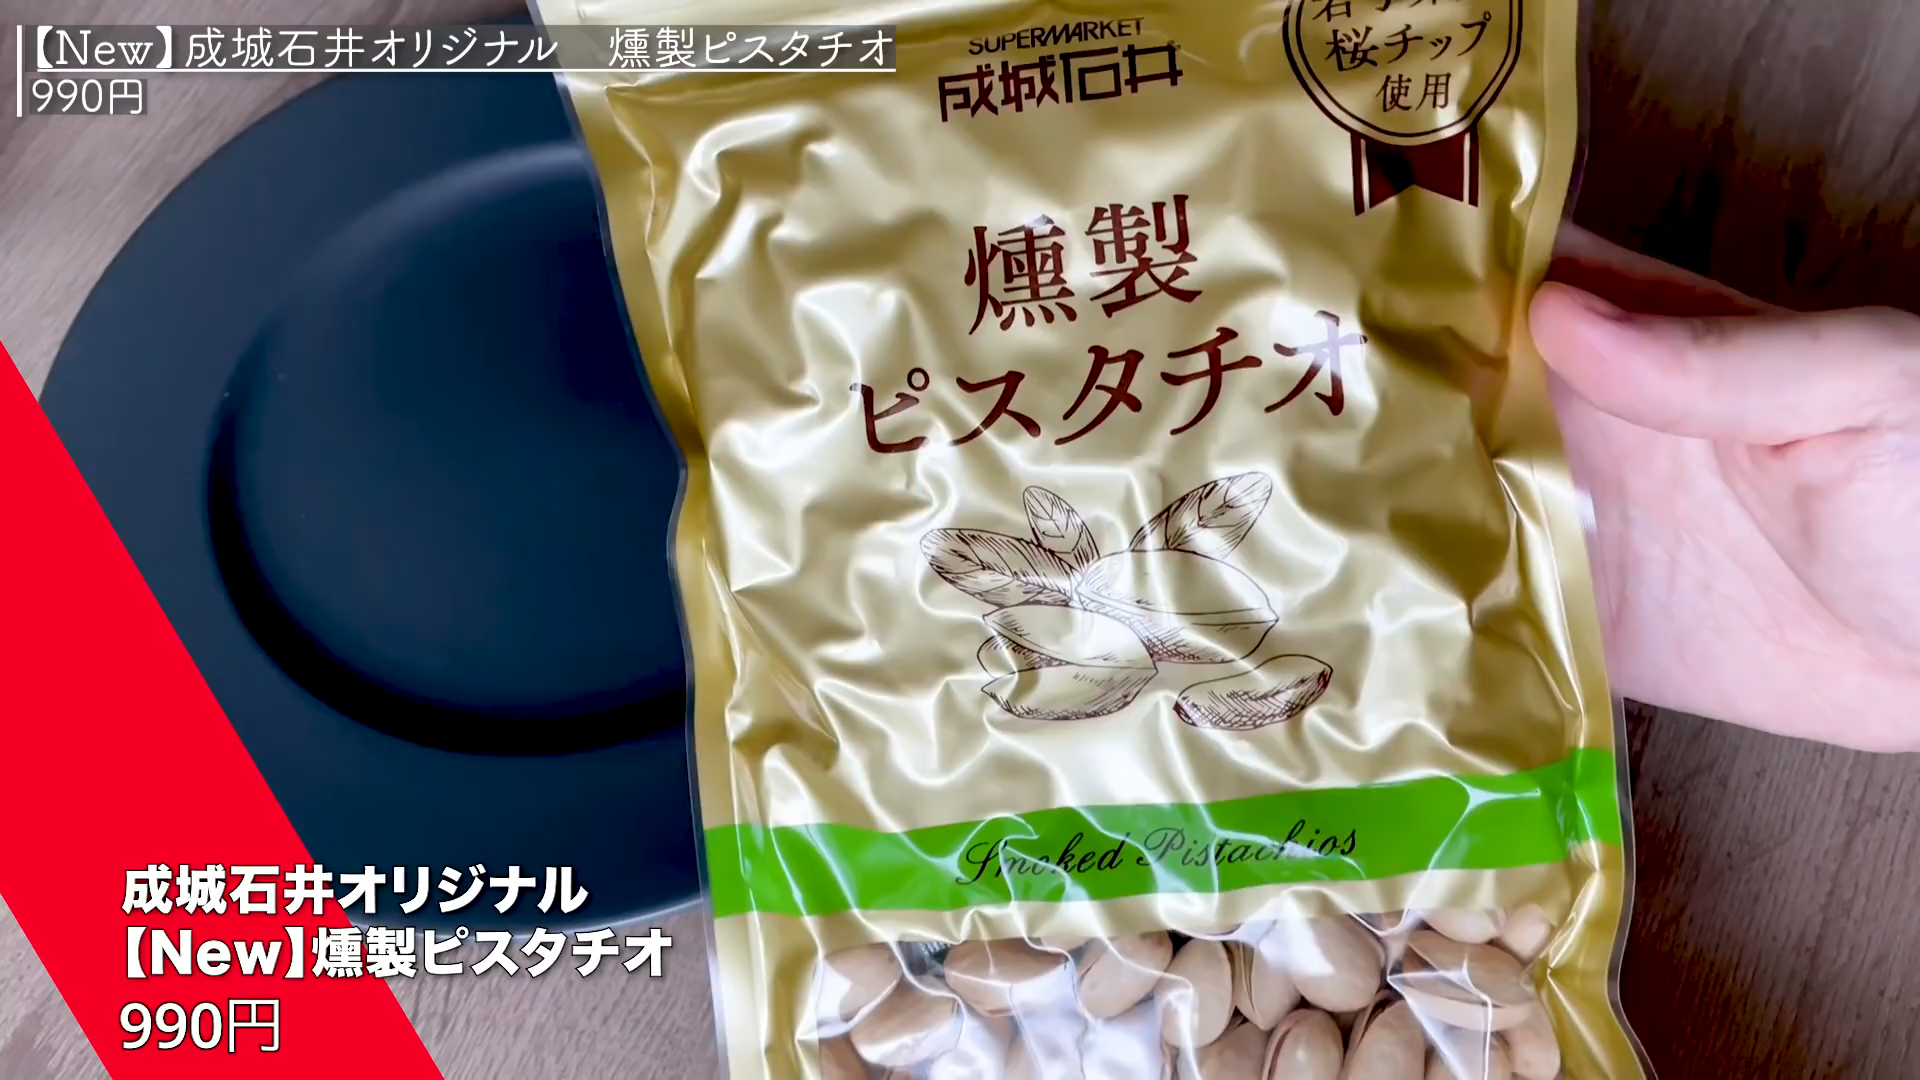 【New】成城石井オリジナル　燻製ピスタチオ
990円
SUPERMARKET
成城石井
桜チップ
使用
燻製
ピスタチオ
Smoked Pistachios
成城石井オリジナル
【New】燻製ピスタチオ
990円